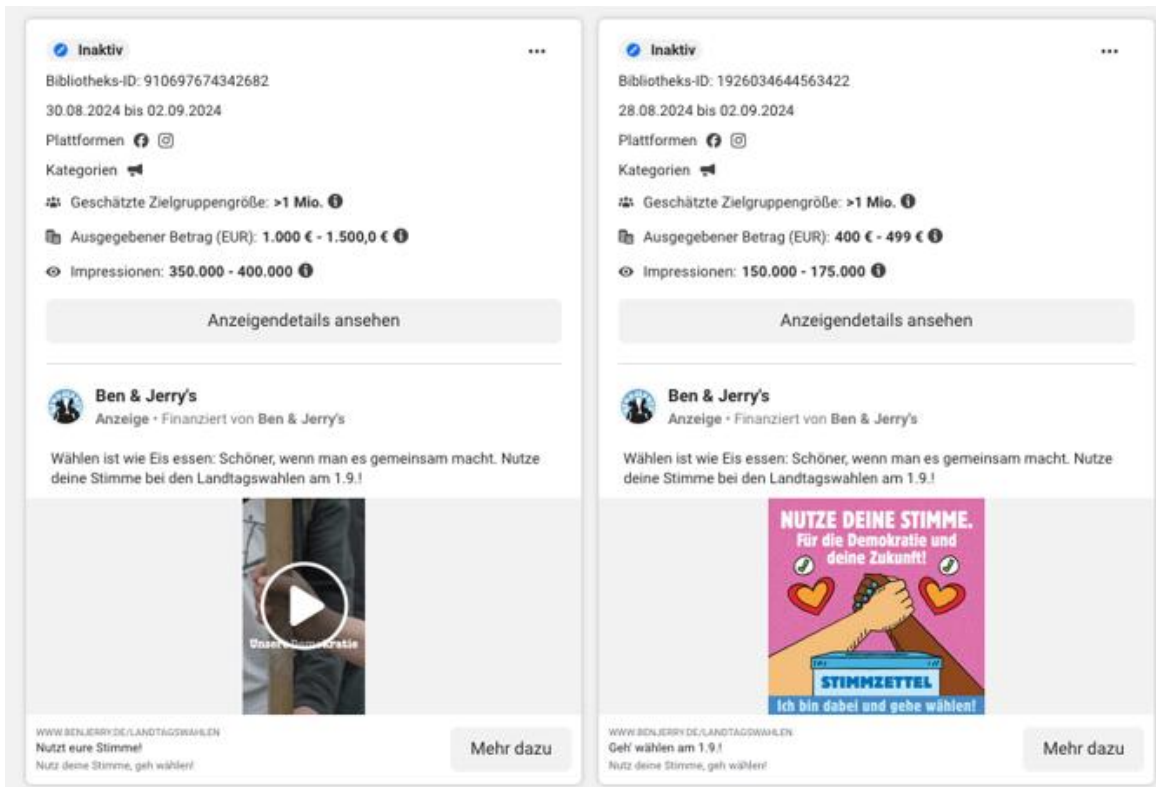 Inaktiv
Bibliotheks-ID: 910697674342682
30.08.2024 bis 02.09.2024
Plattformen
Kategorien
Geschätzte Zielgruppengröße: >1 Mio.
Ausgegebener Betrag (EUR): 1.000 € - 1.500,0 €
Impressionen: 350.000 - 400.000
Anzeigendetails ansehen
Ben & Jerry's
Anzeige • Finanziert von Ben & Jerry's
Wählen ist wie Eis essen: Schöner, wenn man es gemeinsam macht. Nutze
deine Stimme bei den Landtagswahlen am 1.9.!
Unsere Demokratie
WWW.BENJERRY.DE/LANDTAGSWAHLEN
Nutzt eure Stimme!
Nutz deine Stimme, geh wählen!
Mehr dazu
Inaktiv
Bibliotheks-ID: 1926034644563422
28.08.2024 bis 02.09.2024
Plattformen
Kategorien
Geschätzte Zielgruppengröße: >1 Mio.
Ausgegebener Betrag (EUR): 400 € - 499 €
Impressionen: 150.000 - 175.000
Anzeigendetails ansehen
Ben & Jerry's
Anzeige • Finanziert von Ben & Jerry's
Wählen ist wie Eis essen: Schöner, wenn man es gemeinsam macht. Nutze
deine Stimme bei den Landtagswahlen am 1.9.!
NUTZE DEINE STIMME.
Für die Demokratie und
deine Zukunft!
STIMMZETTEL
Ich bin dabei und gehe wählen!
WWW.BENJERRY.DE/LANDTAGSWAHLEN
Geh' wählen am 1.9.!
Nutz deine Stimme, geh wählen!
Mehr dazu